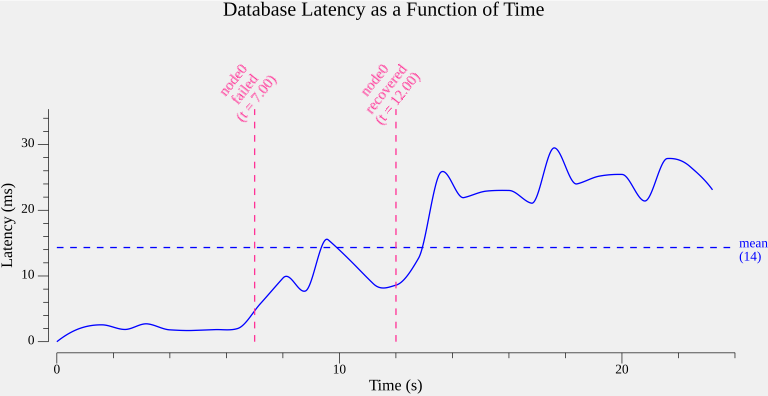 Database Latency as a Function of Time
node0
failed
(t = 7.00)
node0
recovered
(t = 12.00)
30
20
10
0
Latency (ms)
mean
(14)
0
10
20
Time (s)